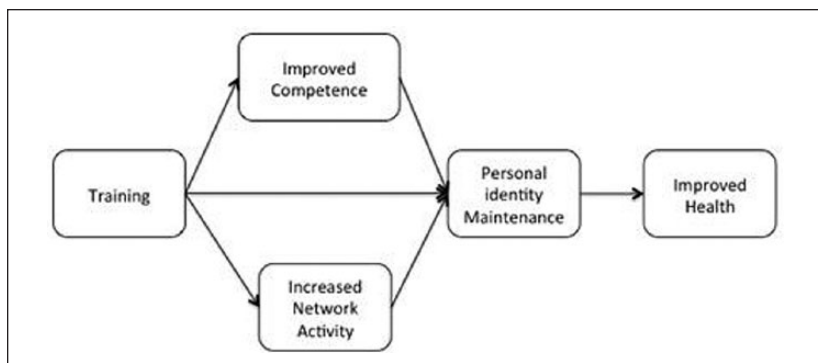 Improved
Competence
Training
Personal
identity
Maintenance
Improved
Health
Increased
Network
Activity